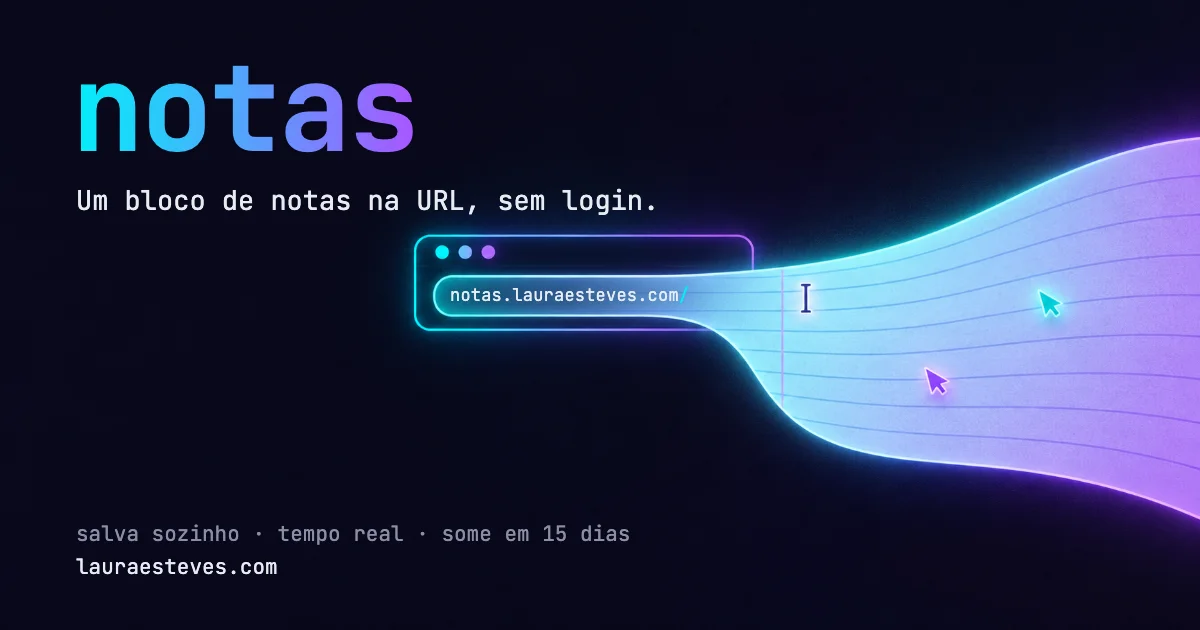 notas
Um bloco de notas na URL, sem login.
notas.lauraesteves.com/
salva sozinho · tempo real · some em 15 dias
lauraesteves.com